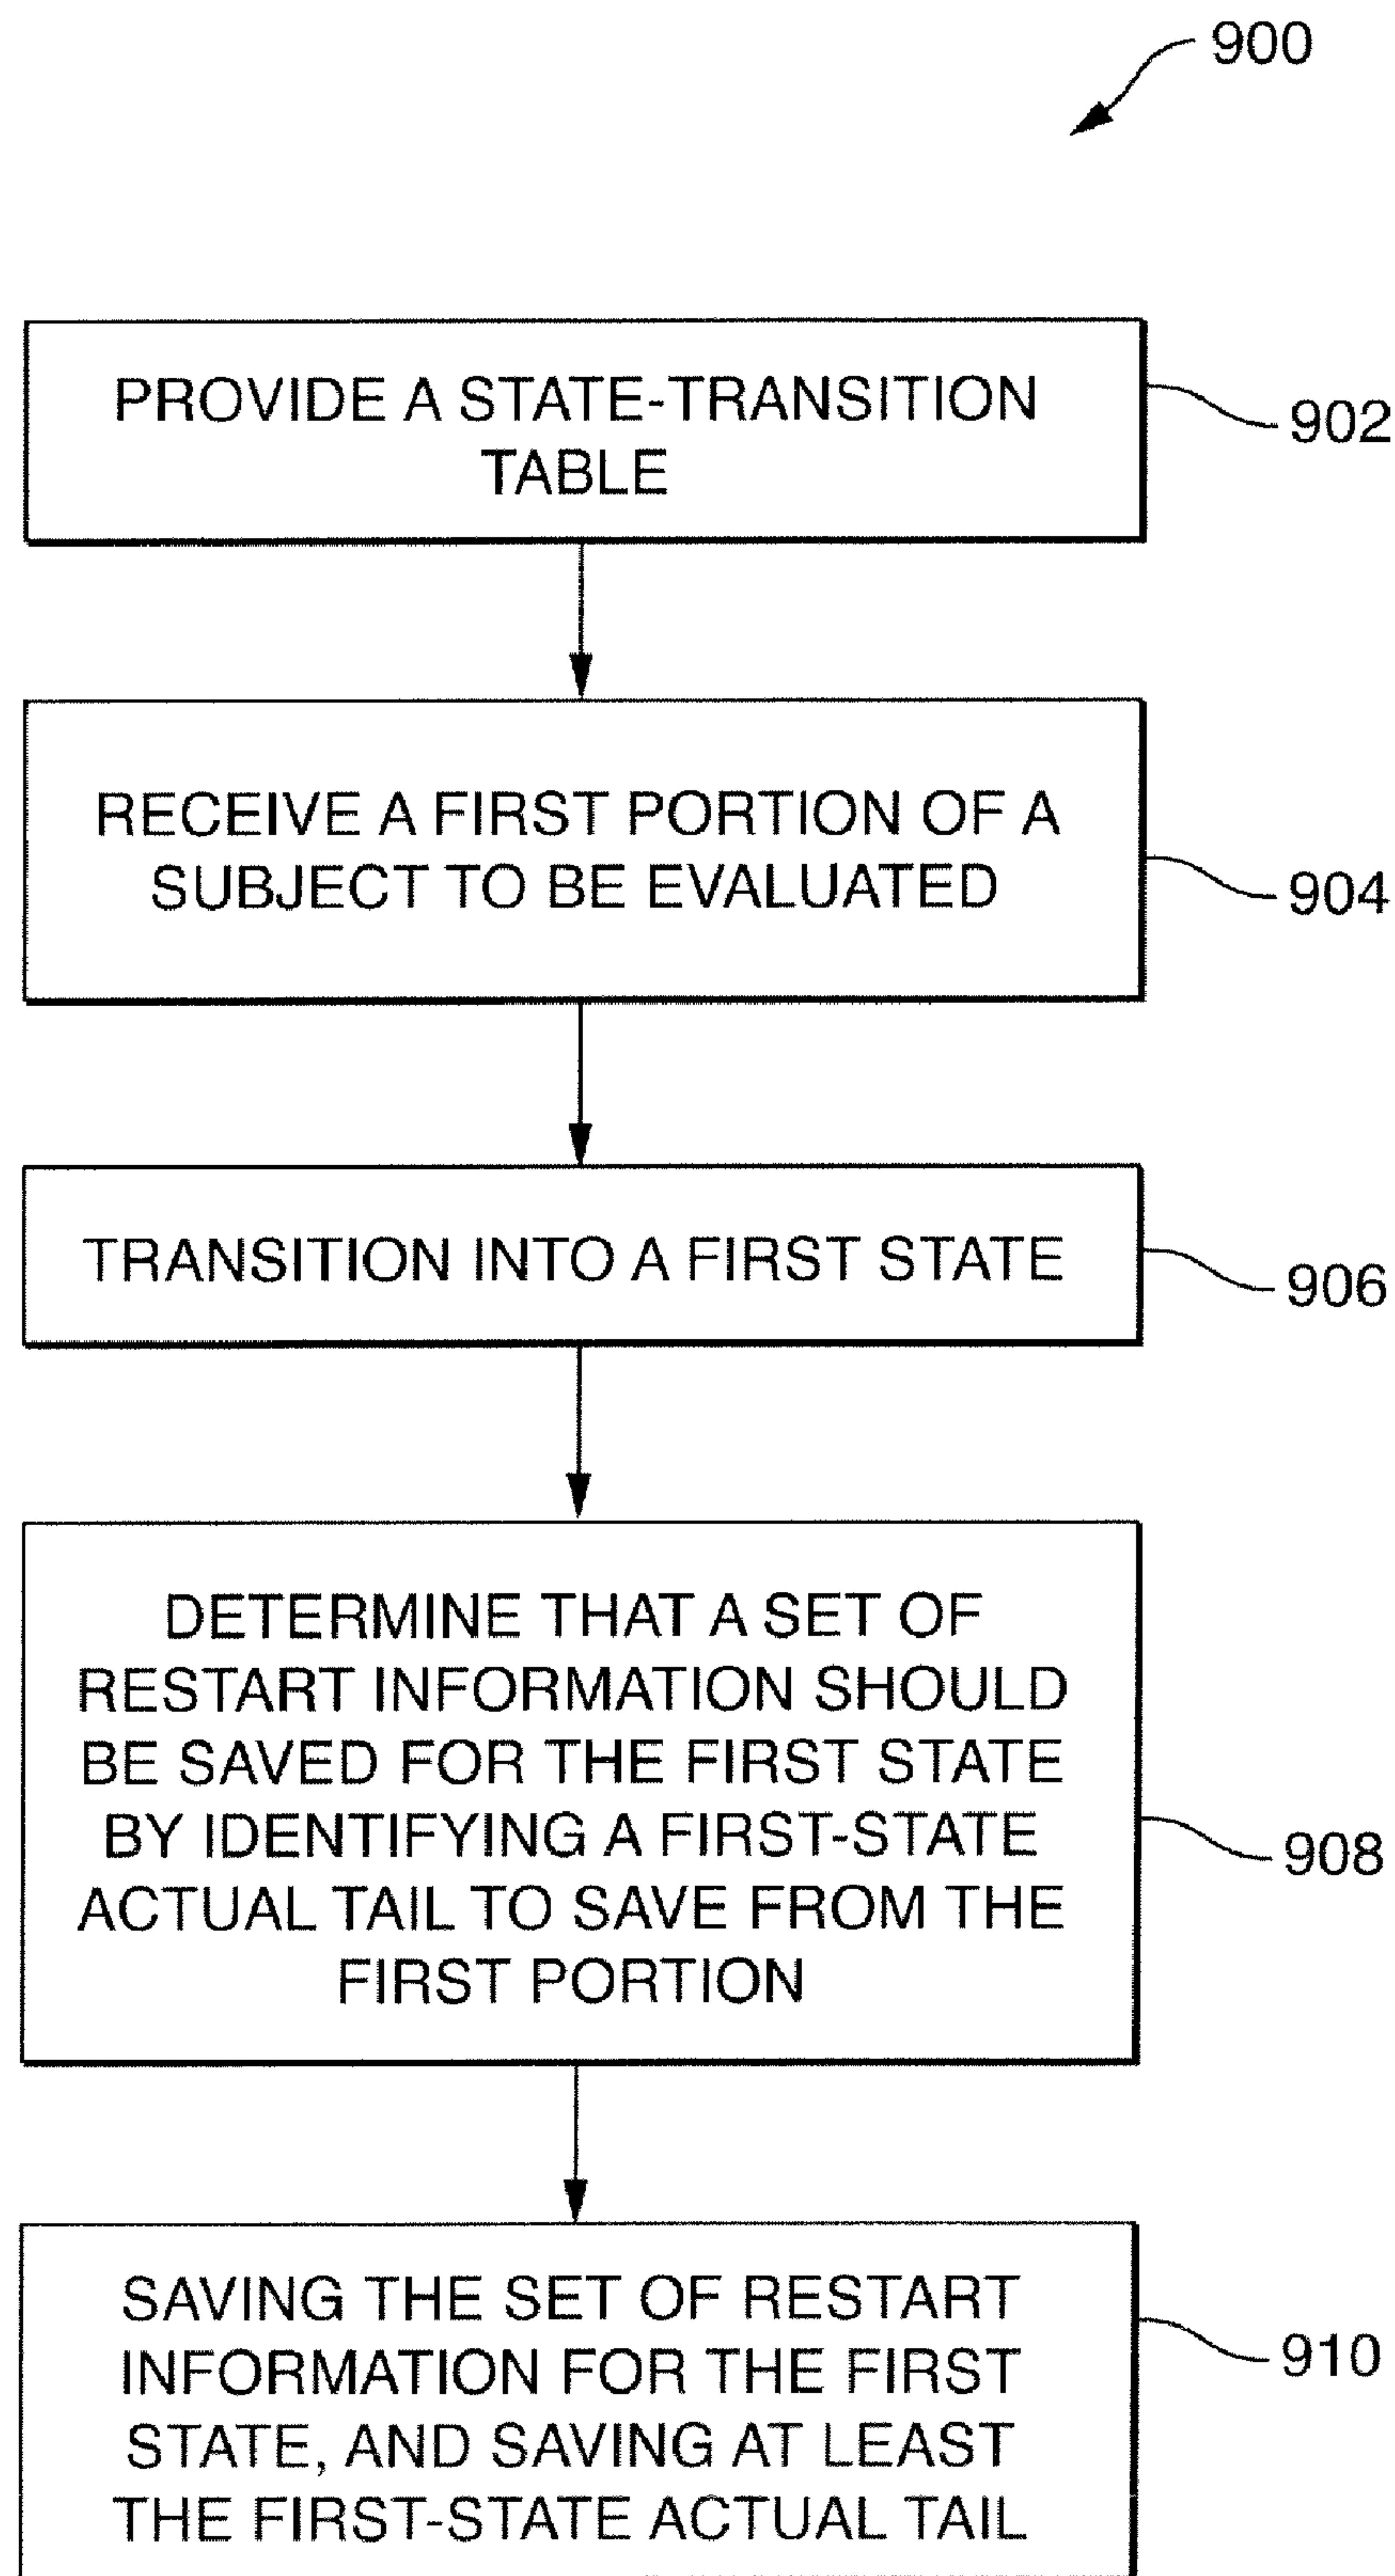 900
PROVIDE A STATE-TRANSITION
TABLE
902
RECEIVE A FIRST PORTION OF A
SUBJECT TO BE EVALUATED
904
TRANSITION INTO A FIRST STATE
906
DETERMINE THAT A SET OF
RESTART INFORMATION SHOULD
BE SAVED FOR THE FIRST STATE
BY IDENTIFYING A FIRST-STATE
ACTUAL TAIL TO SAVE FROM THE
FIRST PORTION
908
SAVING THE SET OF RESTART
INFORMATION FOR THE FIRST
STATE, AND SAVING AT LEAST
THE FIRST-STATE ACTUAL TAIL
910